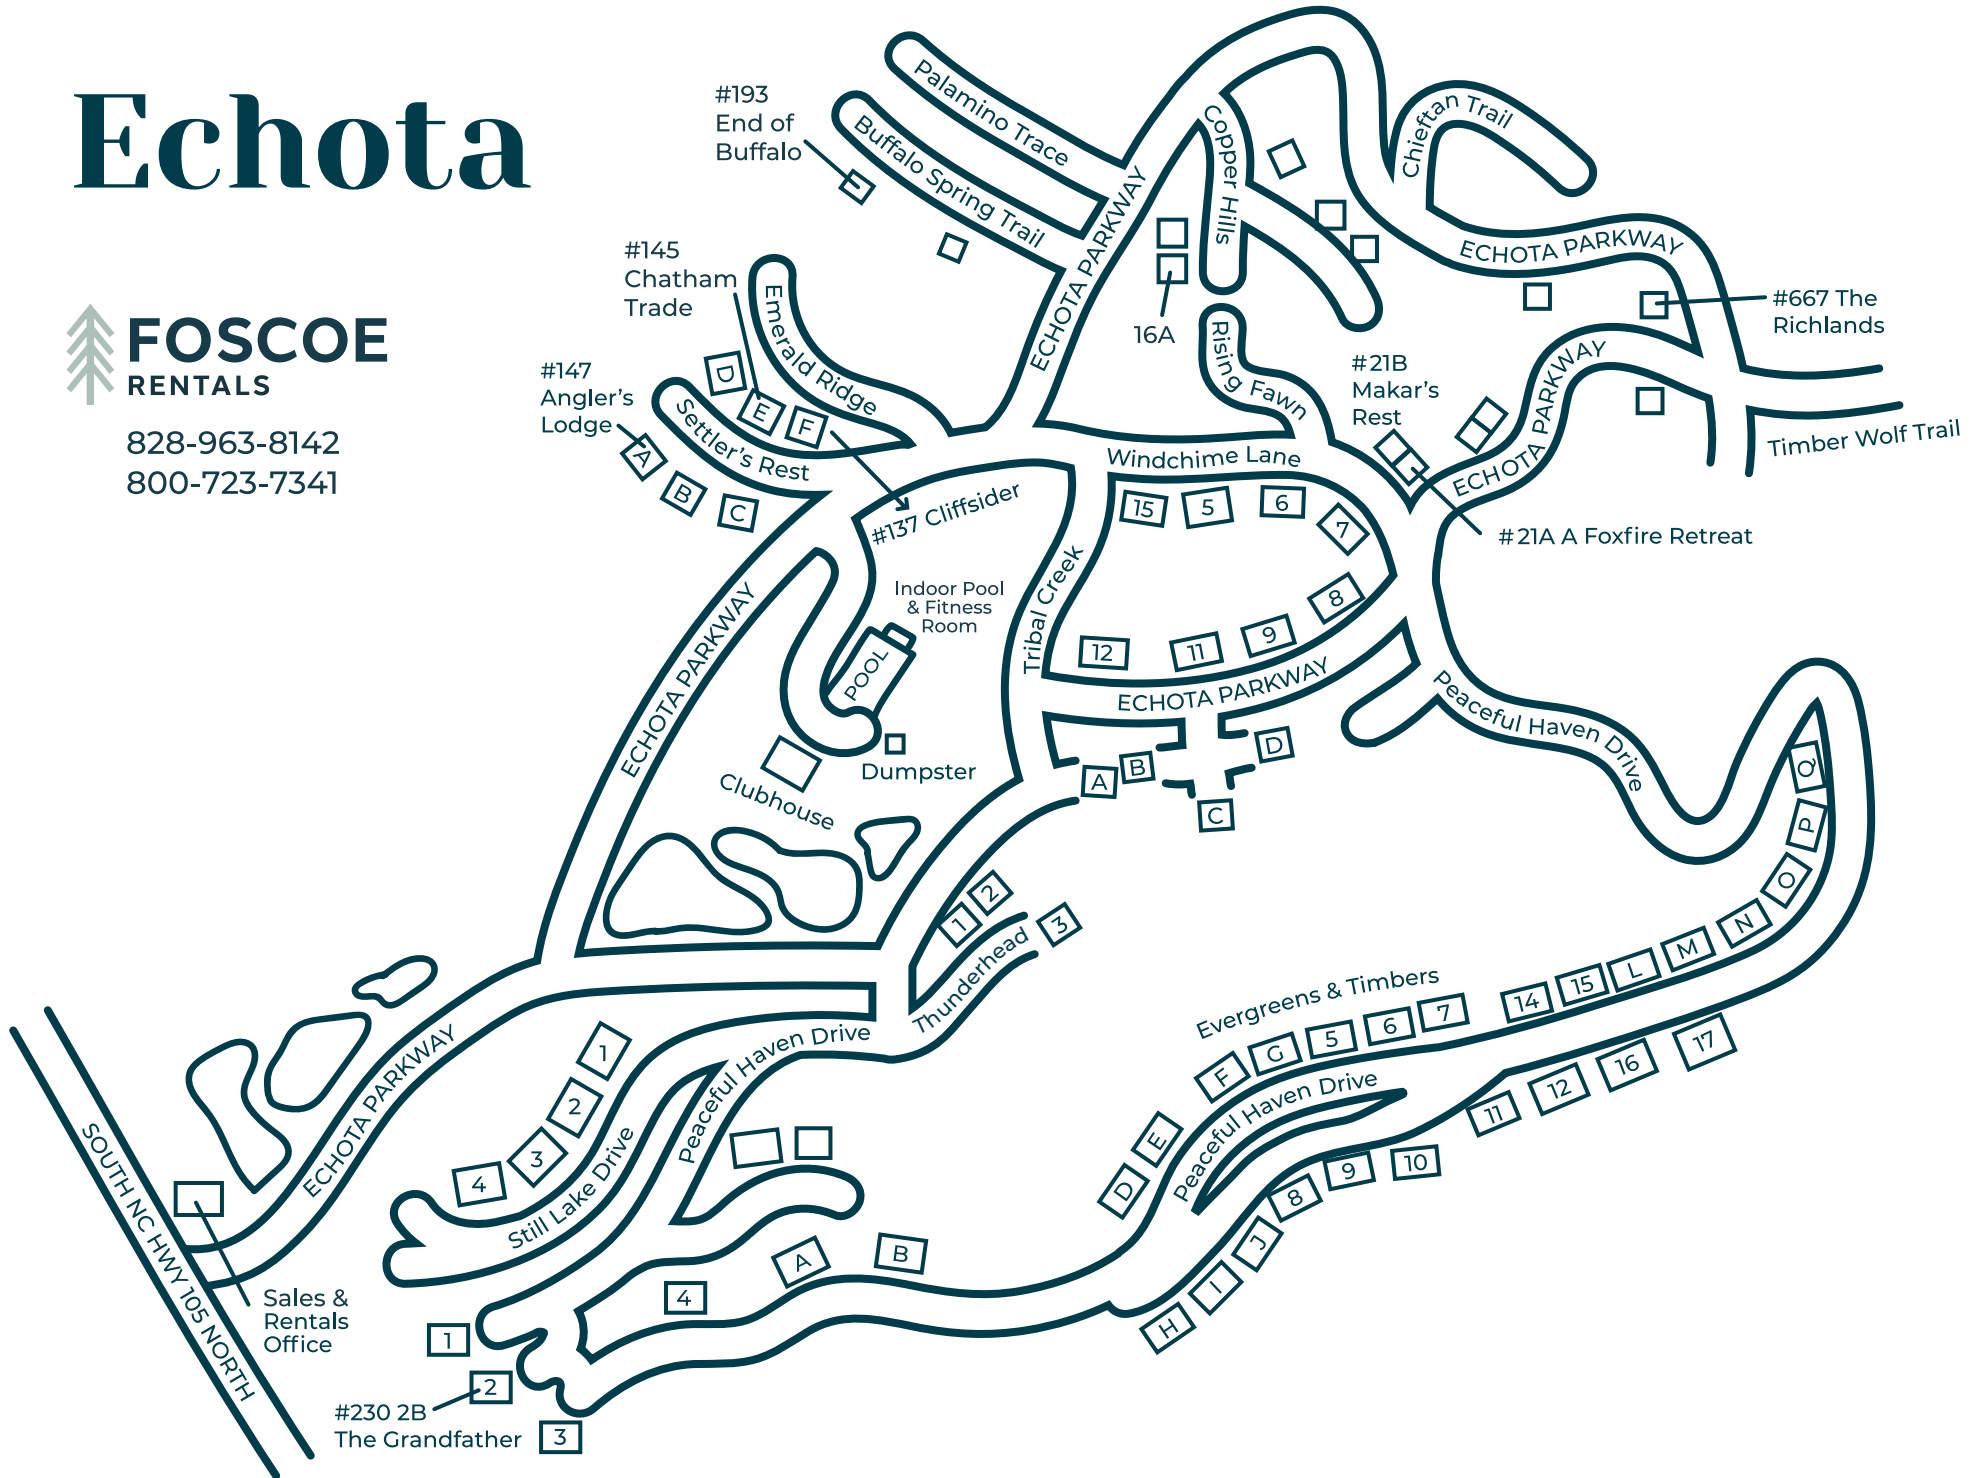 Echota
FOSCOE
RENTALS
828-963-8142
800-723-7341
#193
End of
Buffalo
Palamino Trace
Buffalo Spring Trail
#145
Chatham
Trade
Emerald Ridge
#147
Angler's
Lodge
Settler's Rest
D
E
F
A
B
C
#137 Cliffsider
ECHOTA PARKWAY
Copper Hills
16A
Rising Fawn
Chieftan Trail
ECHOTA PARKWAY
#667 The
Richlands
#21B
Makar's
Rest
ECHOTA PARKWAY
Timber Wolf Trail
#21A A Foxfire Retreat
Windchime Lane
15
5
6
7
8
9
11
12
Tribal Creek
ECHOTA PARKWAY
A
B
C
D
Indoor Pool
& Fitness
Room
POOL
Dumpster
Clubhouse
ECHOTA PARKWAY
Peaceful Haven Drive
Q
P
O
N
M
L
15
14
Evergreens & Timbers
7
6
5
G
F
E
D
Peaceful Haven Drive
17
16
12
11
10
9
8
J
I
H
1
2
3
Thunderhead
Peaceful Haven Drive
1
2
3
4
Still Lake Drive
ECHOTA PARKWAY
SOUTH NC HWY 105 NORTH
Sales &
Rentals
Office
A
B
4
1
2
3
#230 2B
The Grandfather